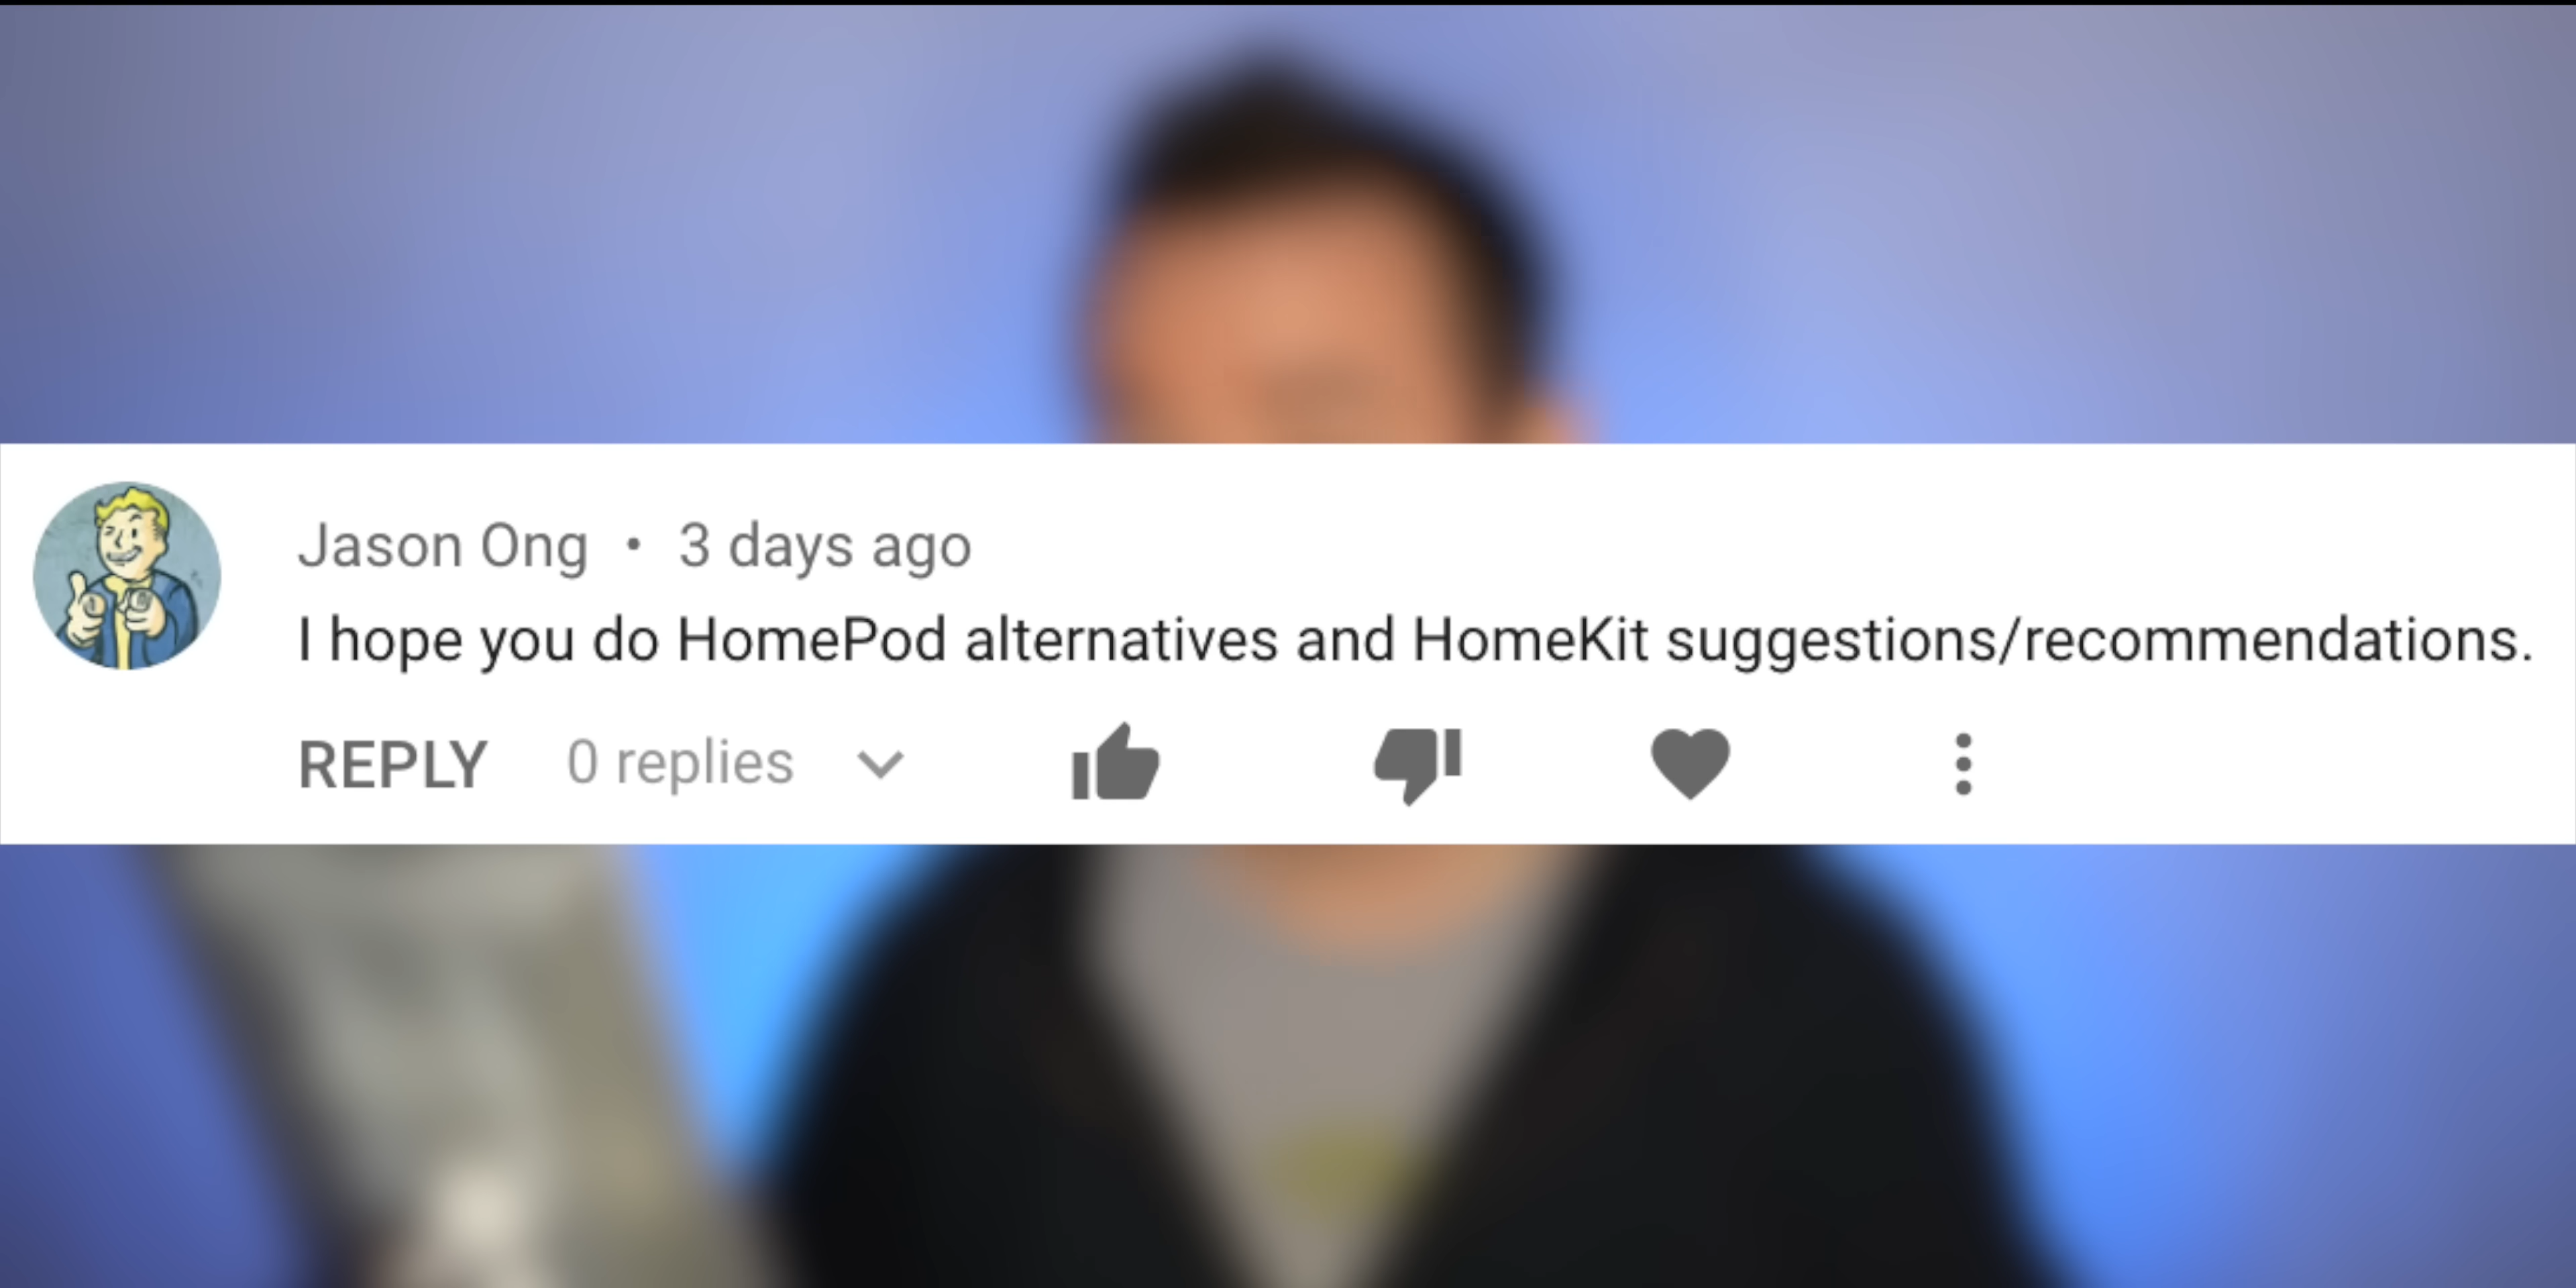 Jason Ong • 3 days ago
I hope you do HomePod alternatives and HomeKit suggestions/recommendations.
REPLY 0 replies